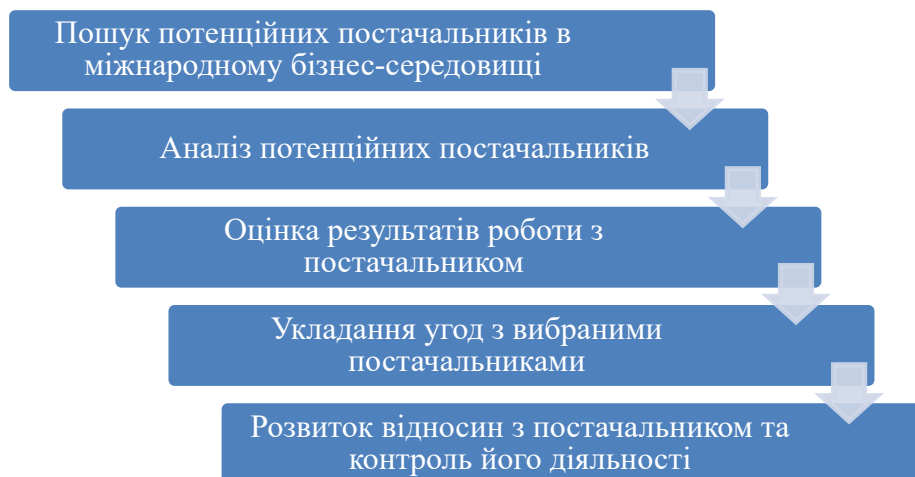 Пошук потенційних постачальників в
міжнародному бізнес-середовищі
Аналіз потенційних постачальників
Оцінка результатів роботи з
постачальником
Укладання угод з вибраними
постачальниками
Розвиток відносин з постачальником та
контроль його діяльності